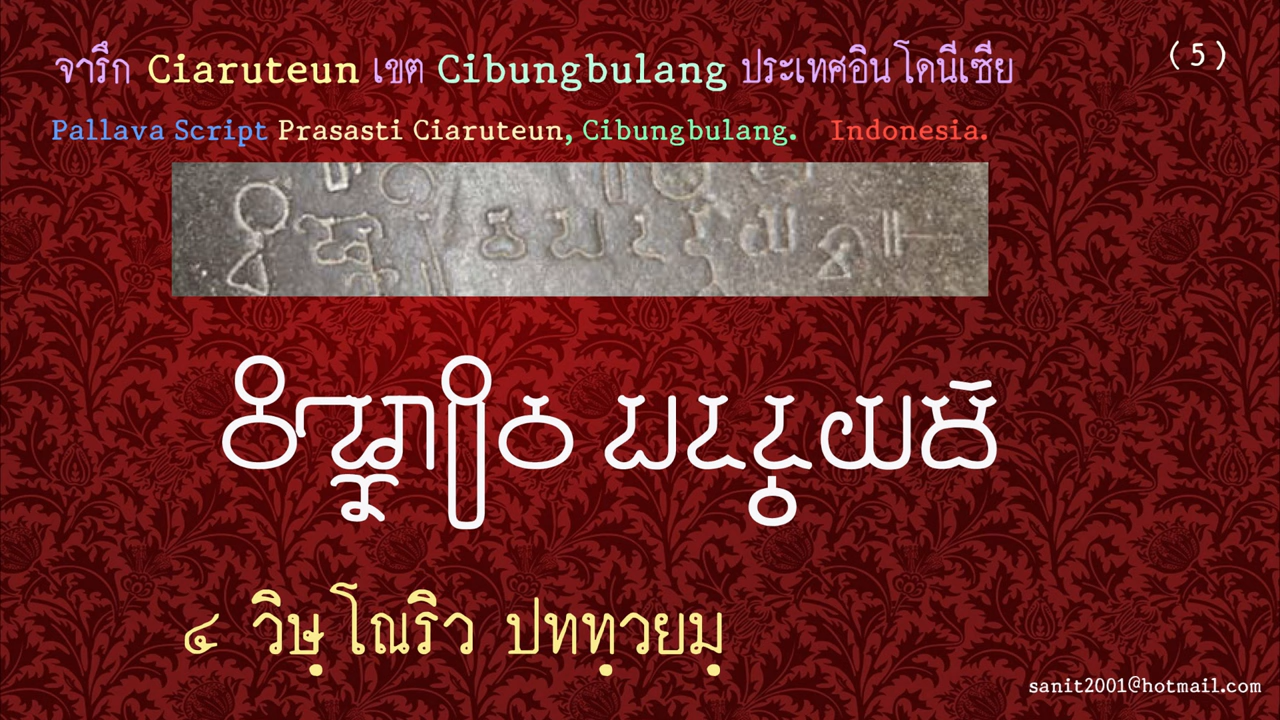 จารึก Ciaruteun เขต Cibungbulang ประเทศอินโดนีเซีย (5)
Pallava Script Prasasti Ciaruteun, Cibungbulang. Indonesia.
๔ วิษฺโณริว ปททฺวยมฺ
sanit2001@hotmail.com